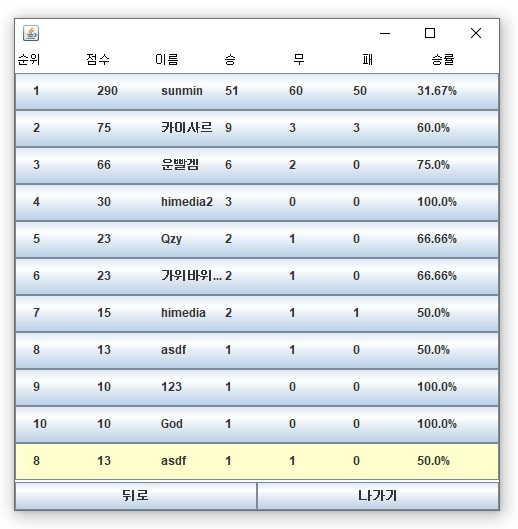 순위 점수 이름 승 무 패 승률
1 290 sunmin 51 60 50 31.67%
2 75 카이사르 9 3 3 60.0%
3 66 운빨겜 6 2 0 75.0%
4 30 himedia2 3 0 0 100.0%
5 23 Qzy 2 1 0 66.66%
6 23 가위바위... 2 1 0 66.66%
7 15 himedia 2 1 1 50.0%
8 13 asdf 1 1 0 50.0%
9 10 123 1 0 0 100.0%
10 10 God 1 0 0 100.0%
8 13 asdf 1 1 0 50.0%
뒤로 나가기